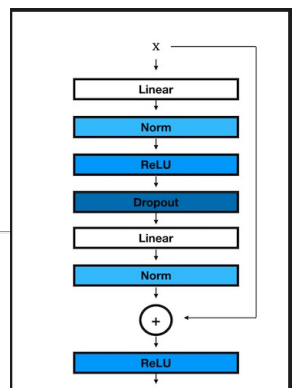 x
Linear
Norm
ReLU
Dropout
Linear
Norm
+
ReLU